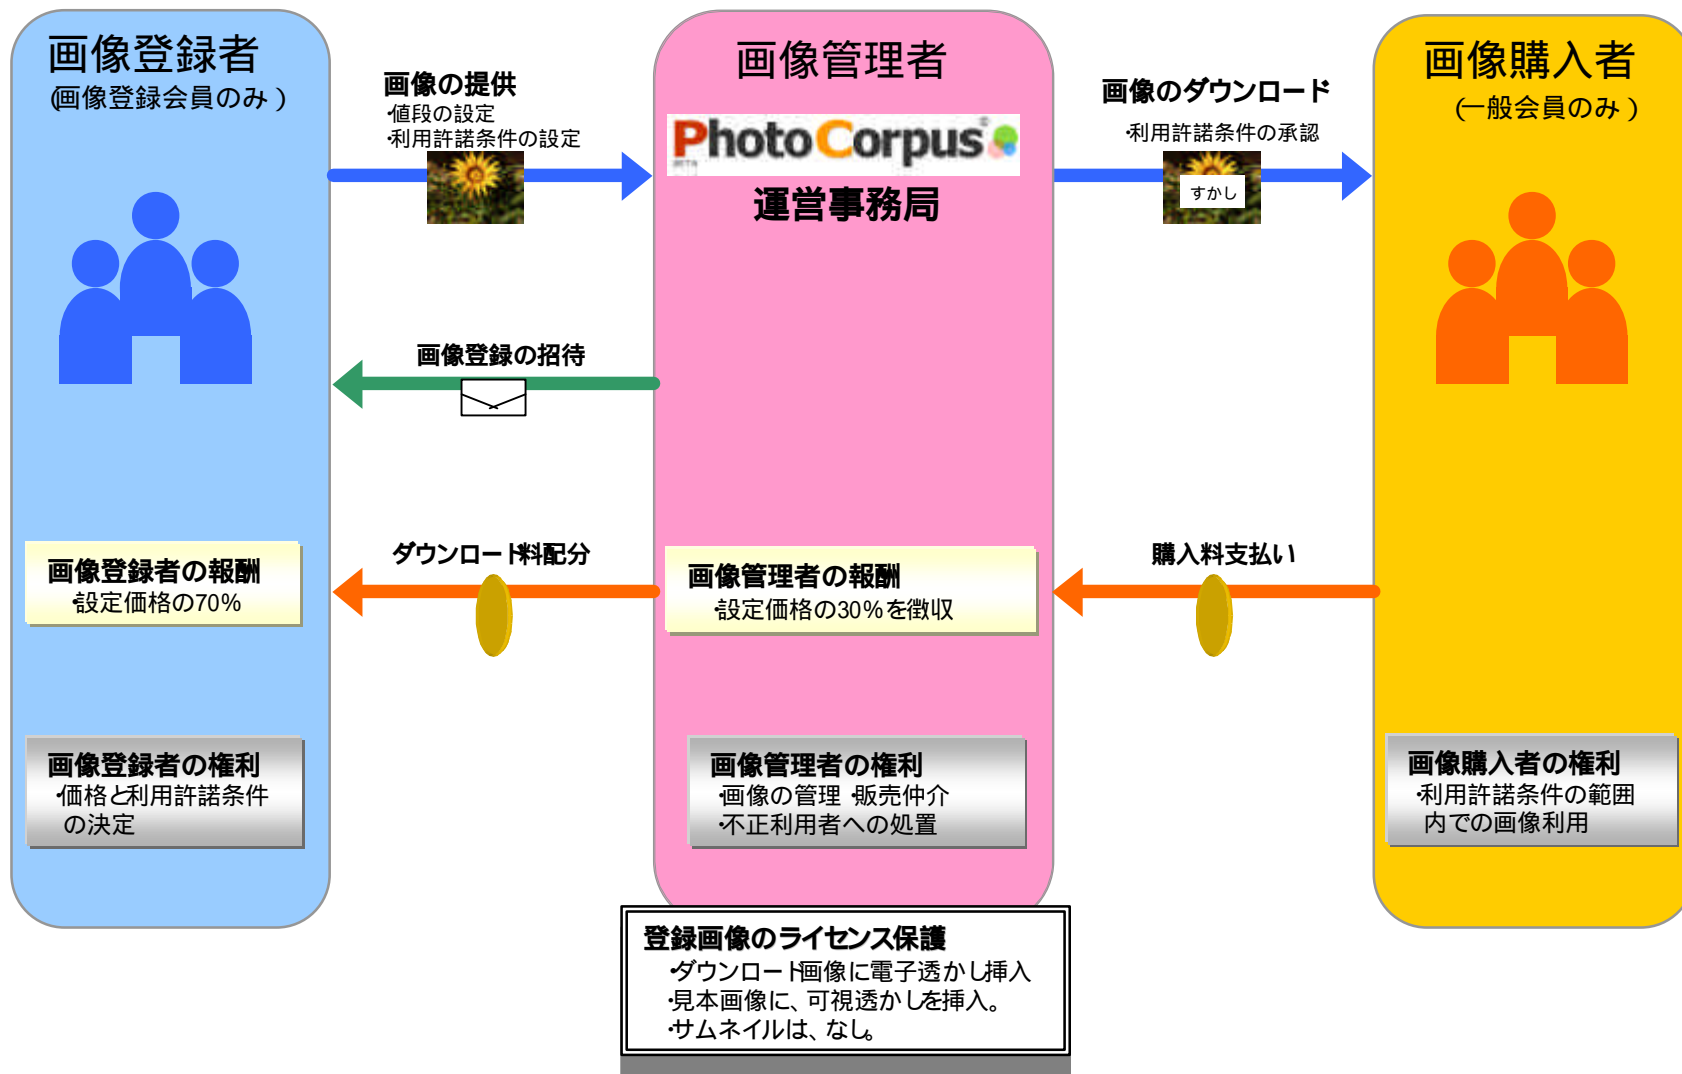 画像登録者
(画像登録会員のみ)
画像の提供
・値段の設定
・利用許諾条件の設定
画像管理者
PhotoCorpus©
BETA
運営事務局
画像のダウンロード
・利用許諾条件の承認
すかし
画像購入者
(一般会員のみ)
画像登録の招待
画像登録者の報酬
・設定価格の70%
ダウンロード料配分
画像管理者の報酬
・設定価格の30%を徴収
購入料支払い
画像登録者の権利
・価格と利用許諾条件
の決定
画像管理者の権利
・画像の管理・販売仲介
・不正利用者への処置
画像購入者の権利
・利用許諾条件の範囲
内での画像利用
登録画像のライセンス保護
・ダウンロード画像に電子透かし挿入
・見本画像に、可視透かしを挿入。
・サムネイルは、なし。